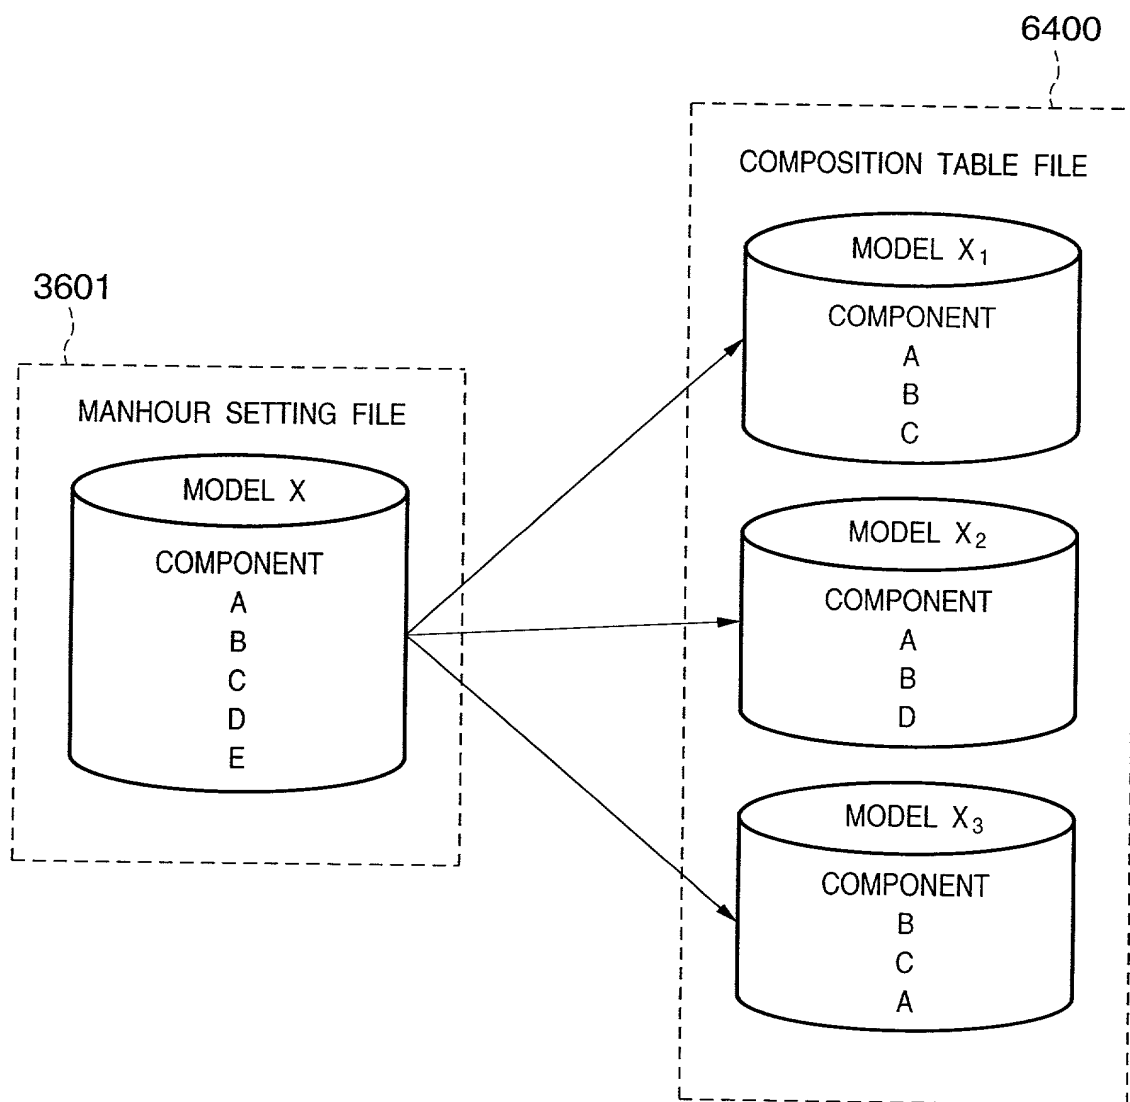 6400
COMPOSITION TABLE FILE
MODEL X₁
COMPONENT
A
B
C
3601
MANHOUR SETTING FILE
MODEL X
COMPONENT
A
B
C
D
E
MODEL X₂
COMPONENT
A
B
D
MODEL X₃
COMPONENT
B
C
A